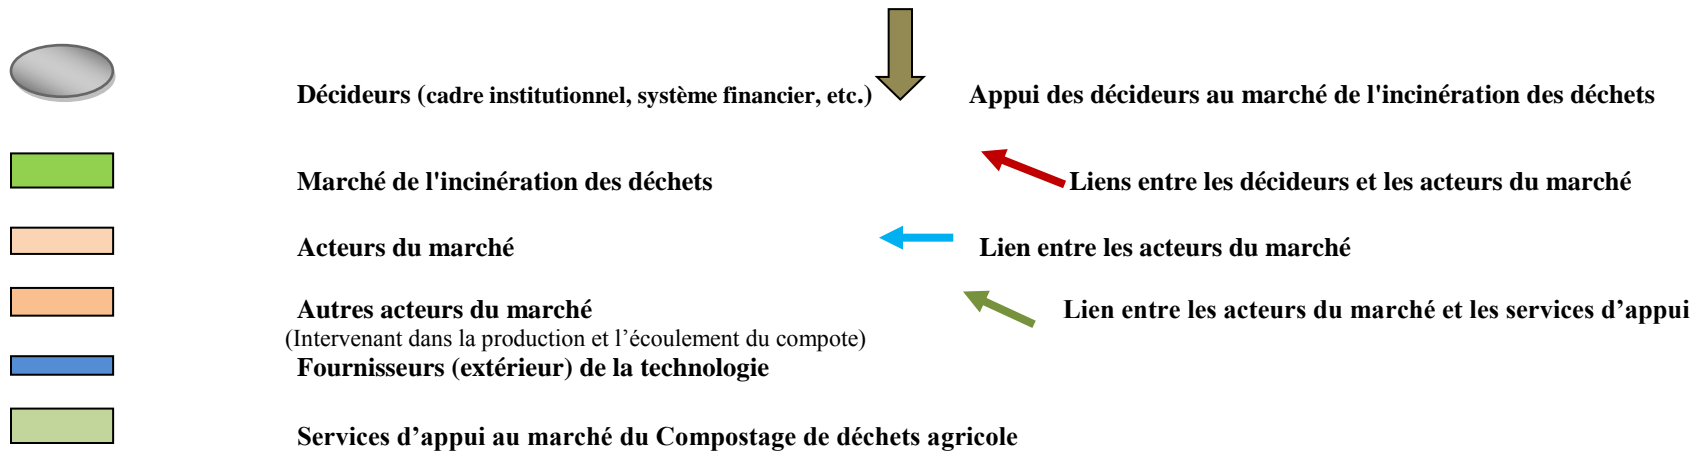 Décideurs (cadre institutionnel, système financier, etc.) Appui des décideurs au marché de l'incinération des déchets
Marché de l'incinération des déchets Liens entre les décideurs et les acteurs du marché
Acteurs du marché Lien entre les acteurs du marché
Autres acteurs du marché Lien entre les acteurs du marché et les services d’appui
(Intervenant dans la production et l’écoulement du compote)
Fournisseurs (extérieur) de la technologie
Services d’appui au marché du Compostage de déchets agricole